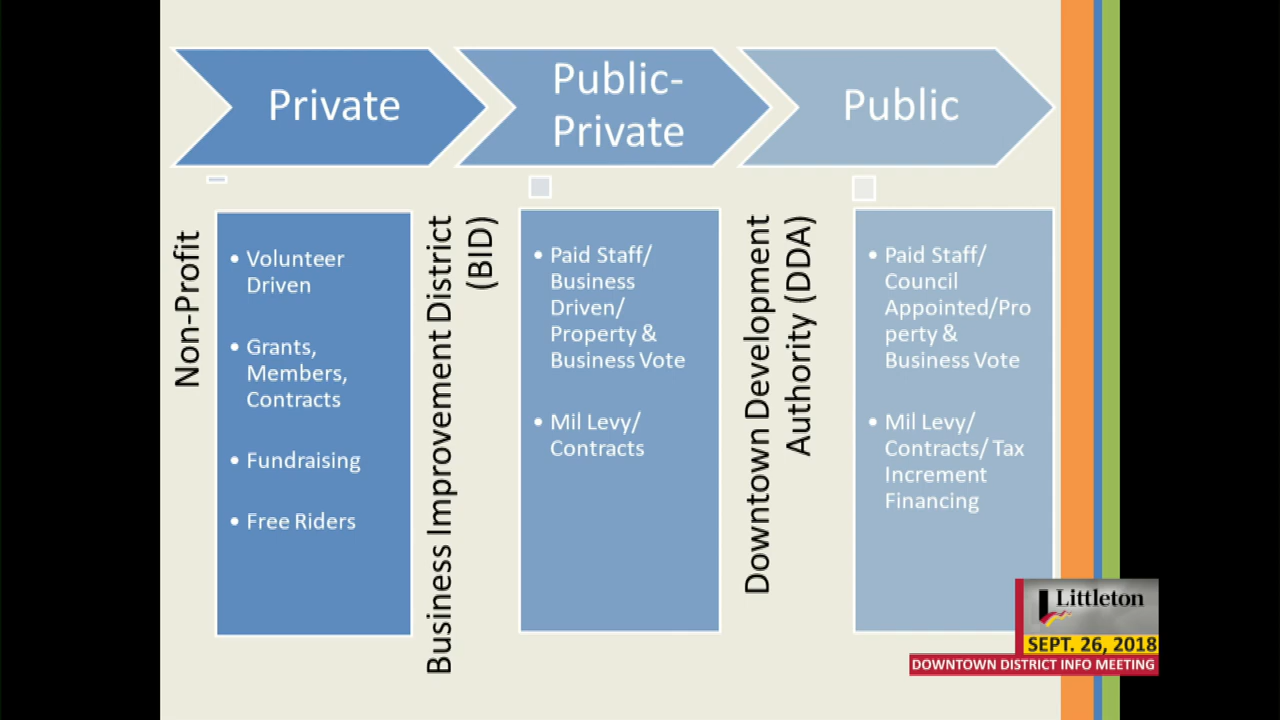 Private
Public-
Private
Public
Non-Profit
• Volunteer
Driven
• Grants,
Members,
Contracts
• Fundraising
• Free Riders
Business Improvement District
(BID)
• Paid Staff/
Business
Driven/
Property &
Business Vote
• Mil Levy/
Contracts
Downtown Development
Authority (DDA)
• Paid Staff/
Council
Appointed/Pro
perty &
Business Vote
• Mil Levy/
Contracts/ Tax
Increment
Financing
Littleton
SEPT. 26, 2018
DOWNTOWN DISTRICT INFO MEETING